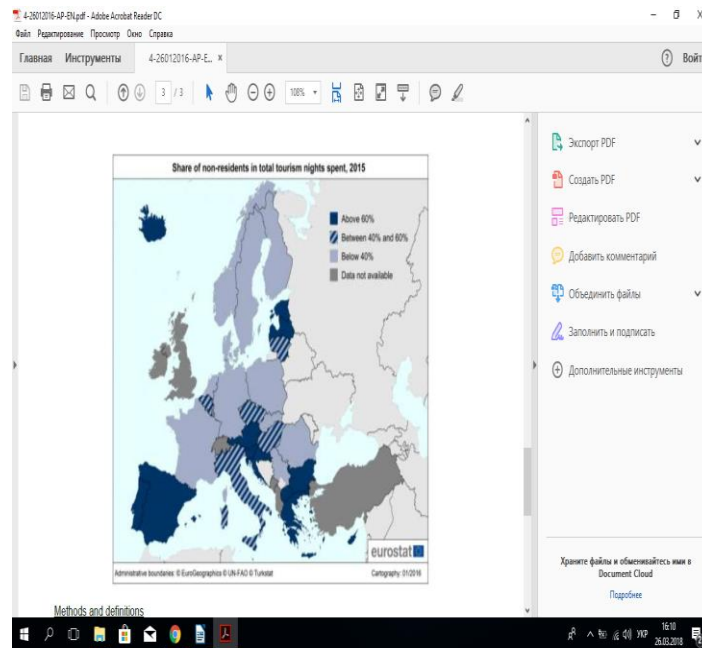 4-26012016-AP-EN.pdf - Adobe Acrobat Reader DC
Файл Редактирование Просмотр Окно Справка
Главная Инструменты 4-26012016-AP-E... × Войти
3 / 3 108%
Экспорт PDF
Создать PDF
Редактировать PDF
Добавить комментарий
Объединить файлы
Заполнить и подписать
Дополнительные инструменты
Share of non-residents in total tourism nights spent, 2015
Above 60%
Between 40% and 60%
Below 40%
Data not available
eurostat
Administrative boundaries: © EuroGeographics © UN-FAO © Turkstat Cartography: 01/2016
Methods and definitions
Храните файлы и обменивайтесь ими в
Document Cloud
Подробнее
УКР
16:10
26.03.2018